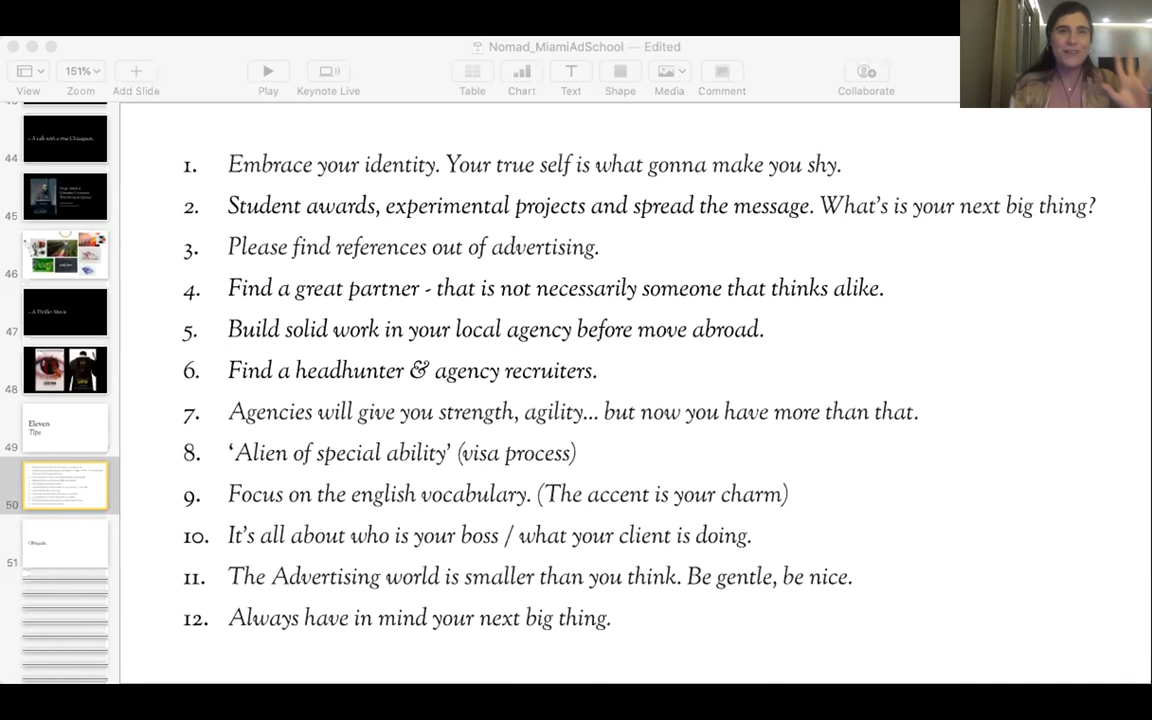 Nomad_MiamiAdSchool — Edited
151%
View
Zoom
Add Slide
Play
Keynote Live
Table
Chart
Text
Shape
Media
Comment
Collaborate
44
45
46
47
48
49
50
51
Eleven
Tips
1. Embrace your identity. Your true self is what gonna make you shy.
2. Student awards, experimental projects and spread the message. What's is your next big thing?
3. Please find references out of advertising.
4. Find a great partner - that is not necessarily someone that thinks alike.
5. Build solid work in your local agency before move abroad.
6. Find a headhunter & agency recruiters.
7. Agencies will give you strength, agility... but now you have more than that.
8. 'Alien of special ability' (visa process)
9. Focus on the english vocabulary. (The accent is your charm)
10. It's all about who is your boss / what your client is doing.
11. The Advertising world is smaller than you think. Be gentle, be nice.
12. Always have in mind your next big thing.